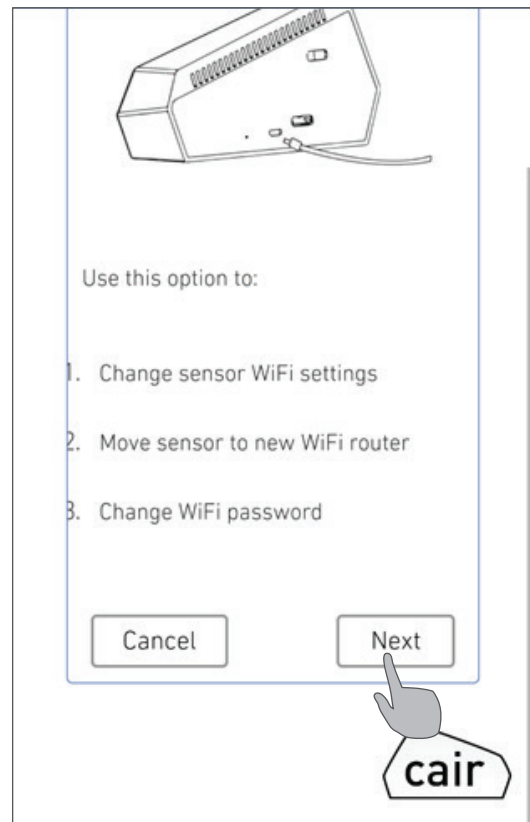 Use this option to:
1. Change sensor WiFi settings
2. Move sensor to new WiFi router
3. Change WiFi password
Cancel
Next
cair